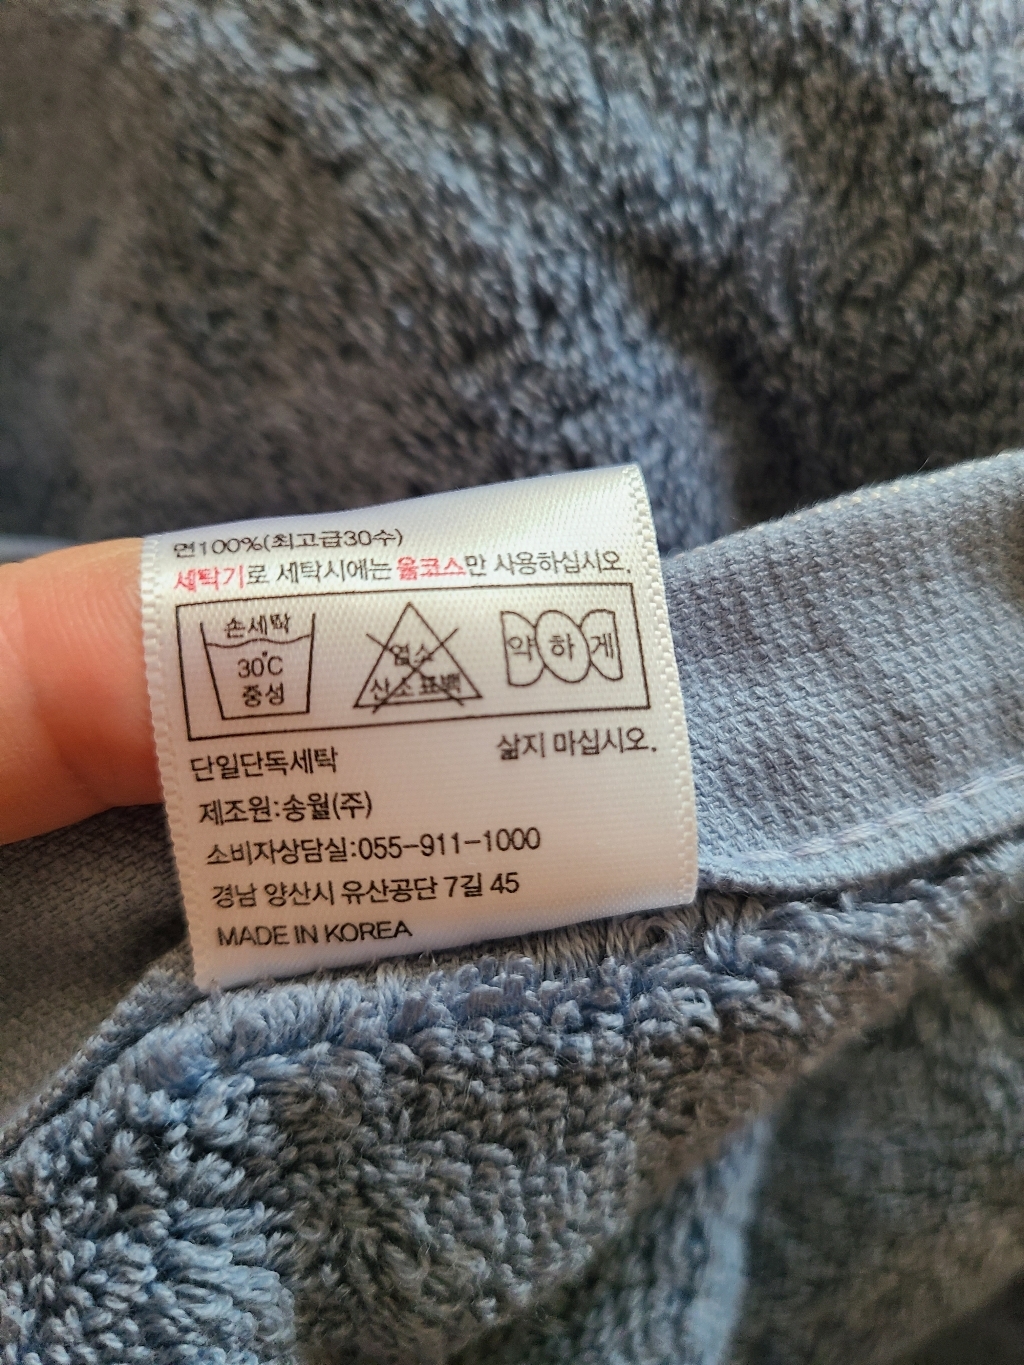 면100%(최고급30수)
세탁기로 세탁시에는 울코스만 사용하십시오.
손세탁
30°C
중성
염소
산소표백
약하게
단일단독세탁
삶지 마십시오.
제조원:송월(주)
소비자상담실:055-911-1000
경남 양산시 유산공단 7길 45
MADE IN KOREA